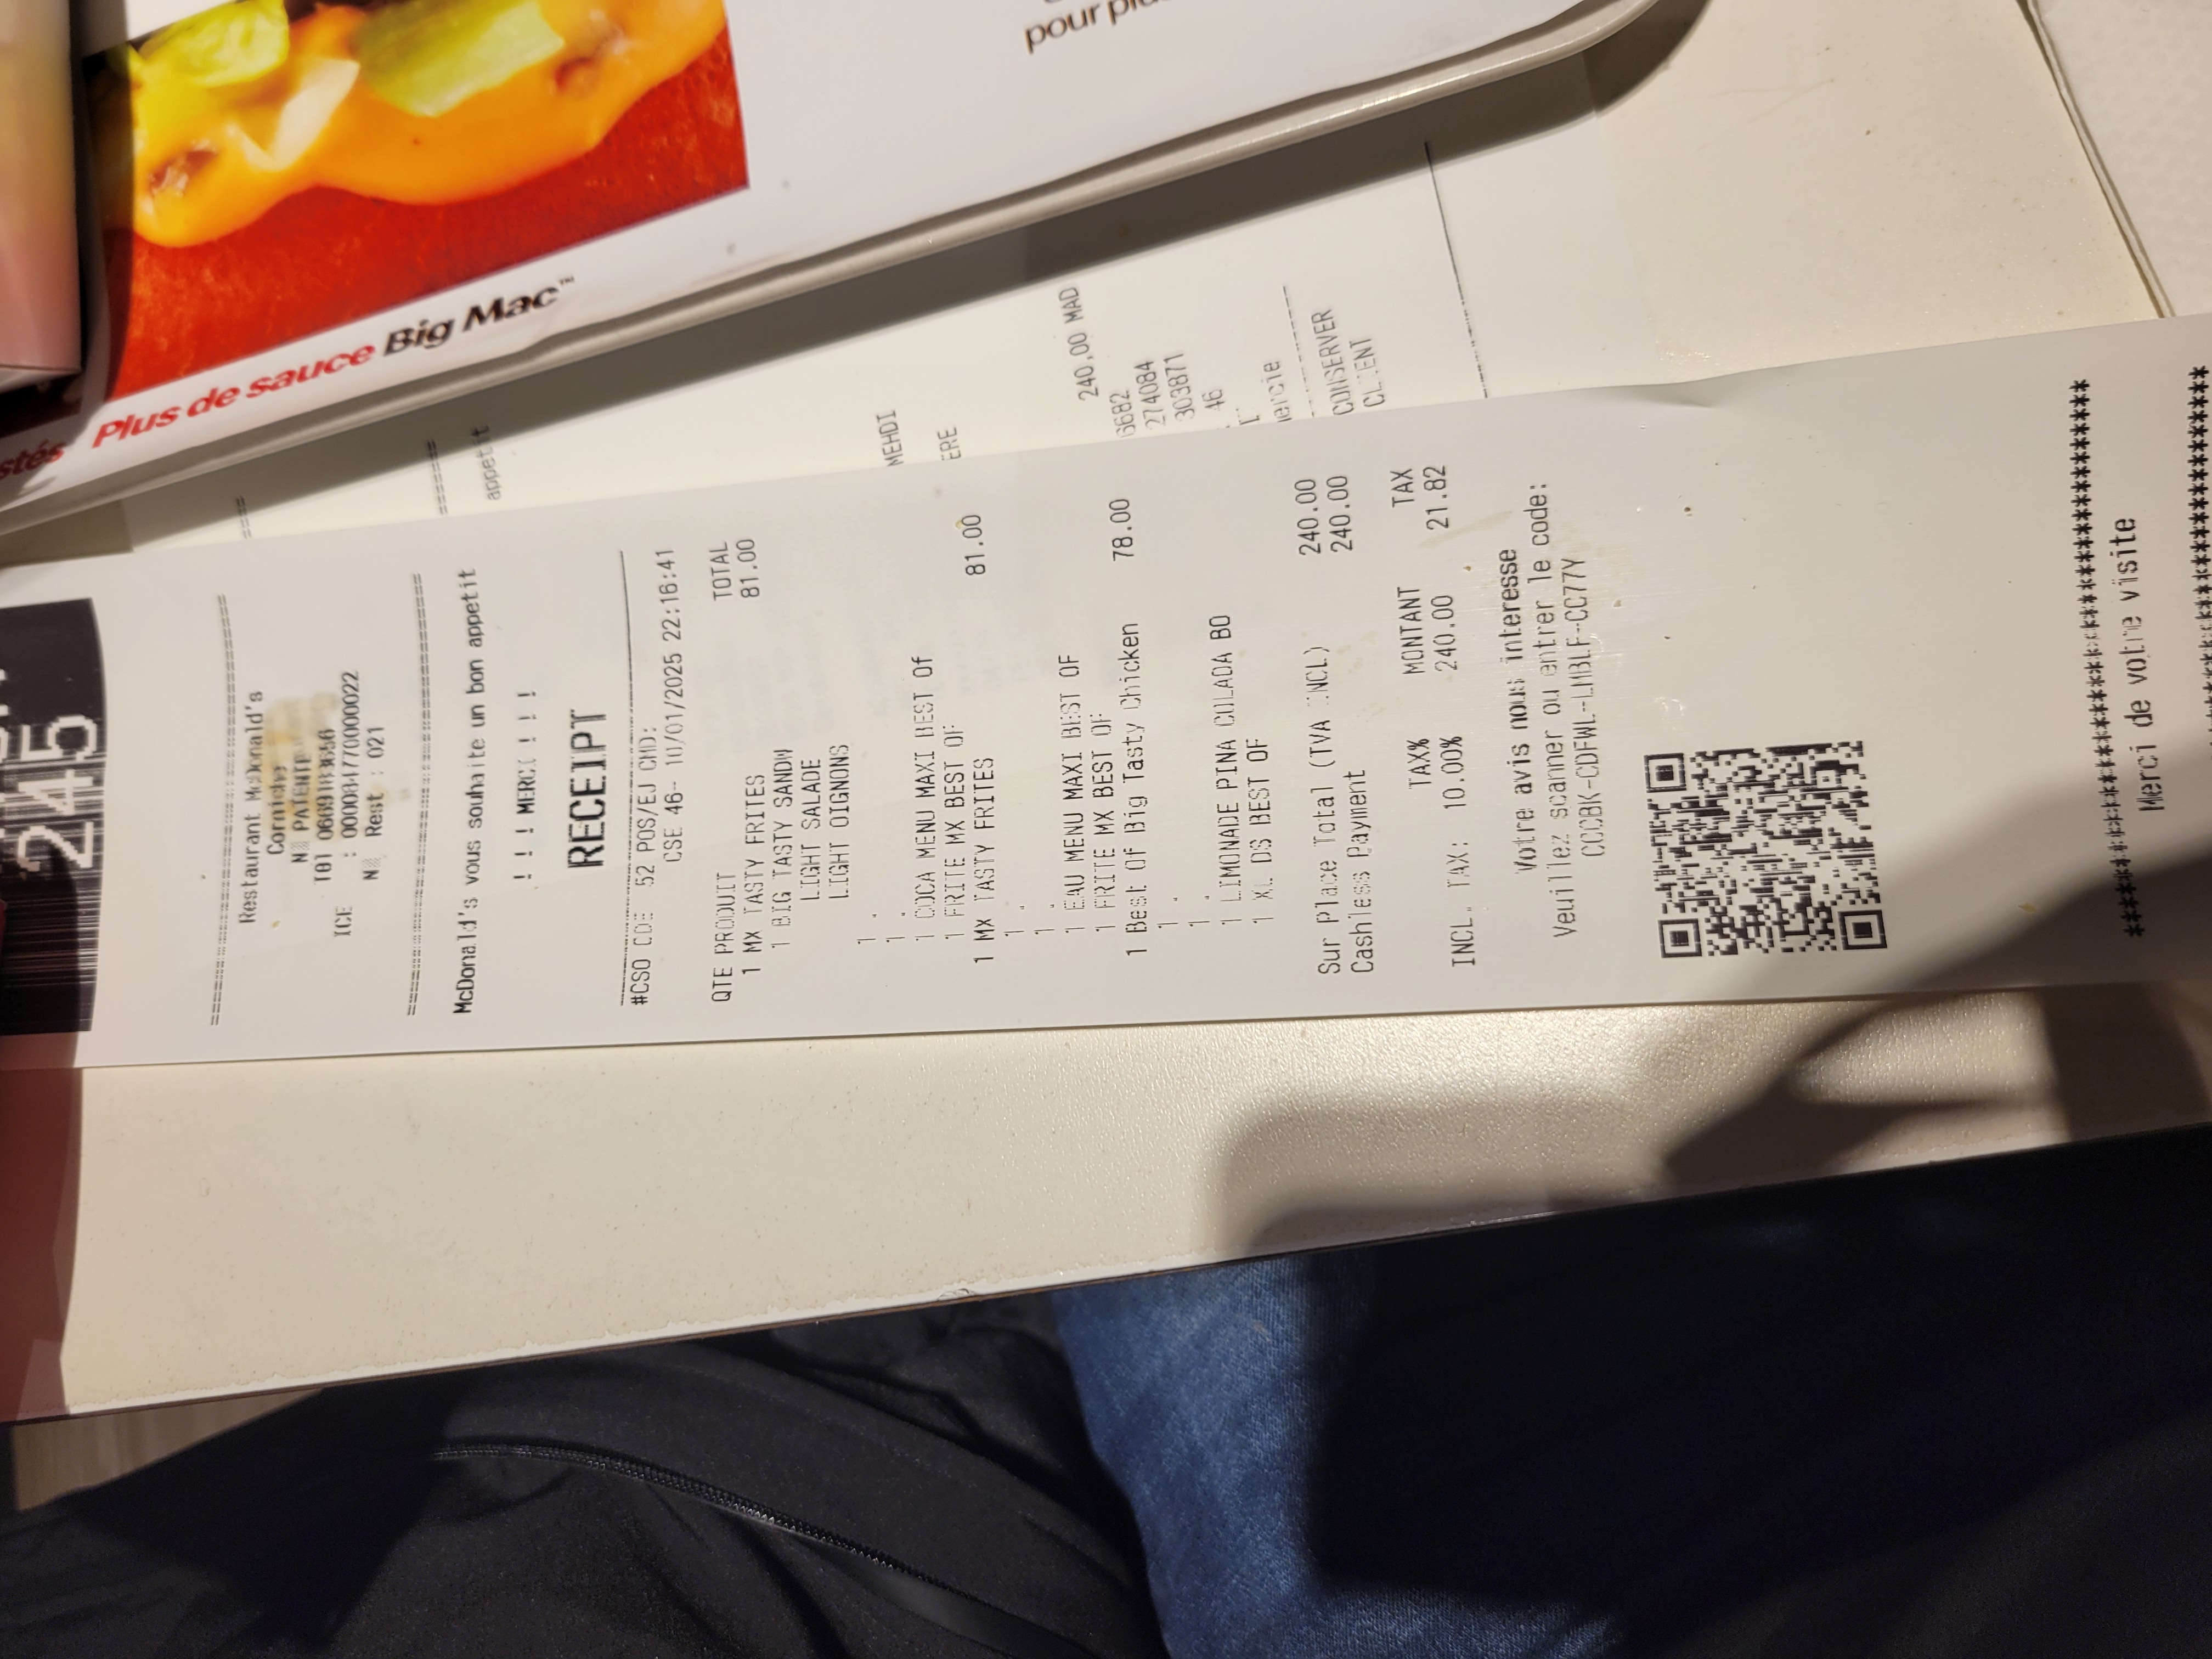 245
Restaurant McDonald's
Corniche
N PATENTE
ICE : 000084770000022
N Rest : 021
McDonald's vous souhaite un bon appetit
! ! ! MERCI ! ! !
RECEIPT
#CSO CDE 52 POS/EJ CMD:
CSE 46- 10/01/2025 22:16:41
QTE PRODUIT TOTAL
1 MX TASTY FRITES 81.00
1 BIG TASTY SANDW
LIGHT SALADE
LIGHT OIGNONS
1 .
1 .
1 COCA MENU MAXI BEST Of
1 FRITE MX BEST OF
1 MX TASTY FRITES 81.00
1 .
1 .
1 EAU MENU MAXI BEST OF
1 FRITE MX BEST OF
1 Best Of Big Tasty Chicken 78.00
1 .
1 .
1 LIMONADE PINA COLADA BO
1 XL DS BEST OF
Sur Place Total (TVA INCL) 240.00
Cashless Payment 240.00
TAX% MONTANT TAX
INCL. TAX: 10.00% 240.00 21.82
Votre avis nous interesse
Veuillez scanner ou entrer le code:
CCCBK-CDFWL-LMBLF-CC77Y
*********************************
Merci de votre visite
appetit
MEHDI
ERE
240,00 MAD
6682
274084
303871
46
CONSERVER
CLIENT
Plus de sauce Big Mac™
pour